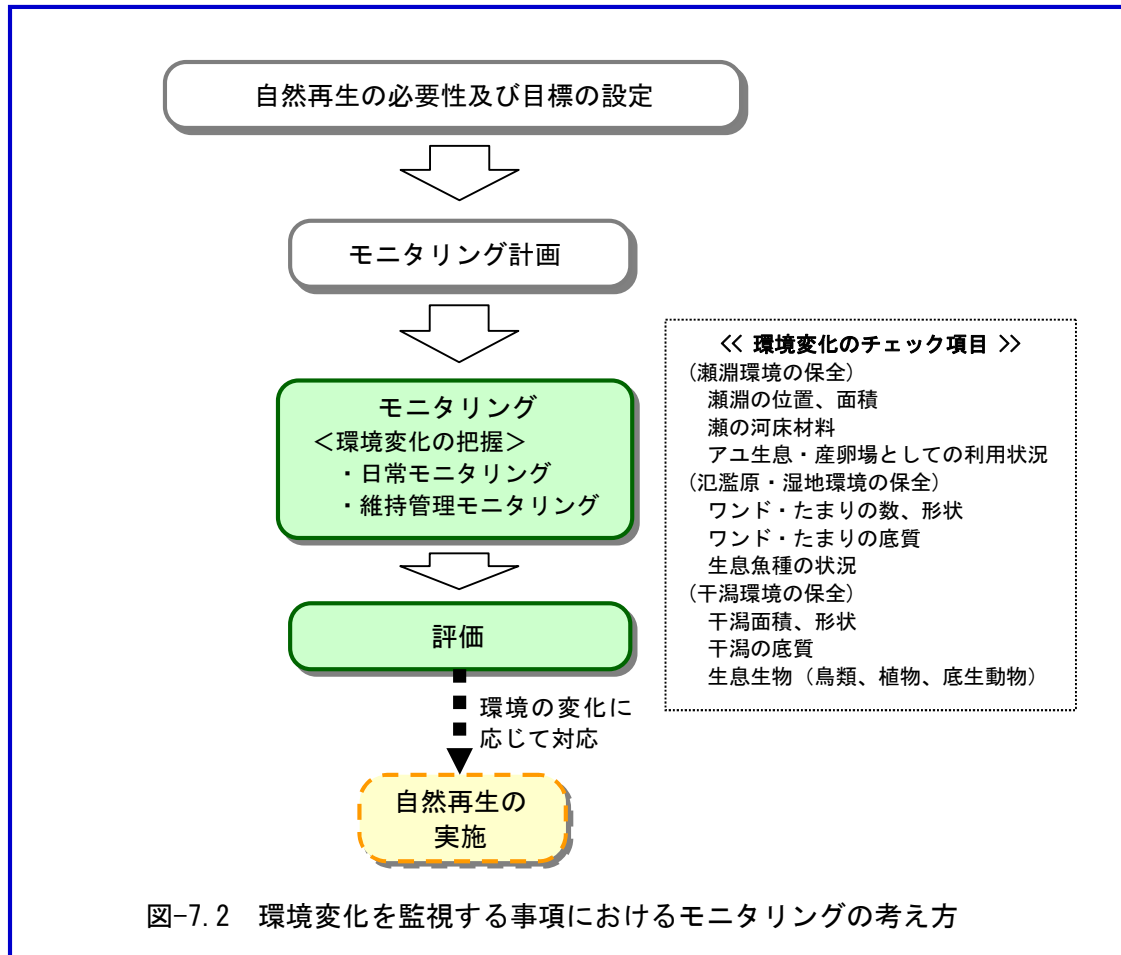 自然再生の必要性及び目標の設定
モニタリング計画
モニタリング
＜環境変化の把握＞
・日常モニタリング
・維持管理モニタリング
評価
環境の変化に
応じて対応
自然再生の
実施
≪ 環境変化のチェック項目 ≫
(瀬淵環境の保全)
瀬淵の位置、面積
瀬の河床材料
アユ生息・産卵場としての利用状況
(氾濫原・湿地環境の保全)
ワンド・たまりの数、形状
ワンド・たまりの底質
生息魚種の状況
(干潟環境の保全)
干潟面積、形状
干潟の底質
生息生物（鳥類、植物、底生動物）
図-7.2　環境変化を監視する事項におけるモニタリングの考え方